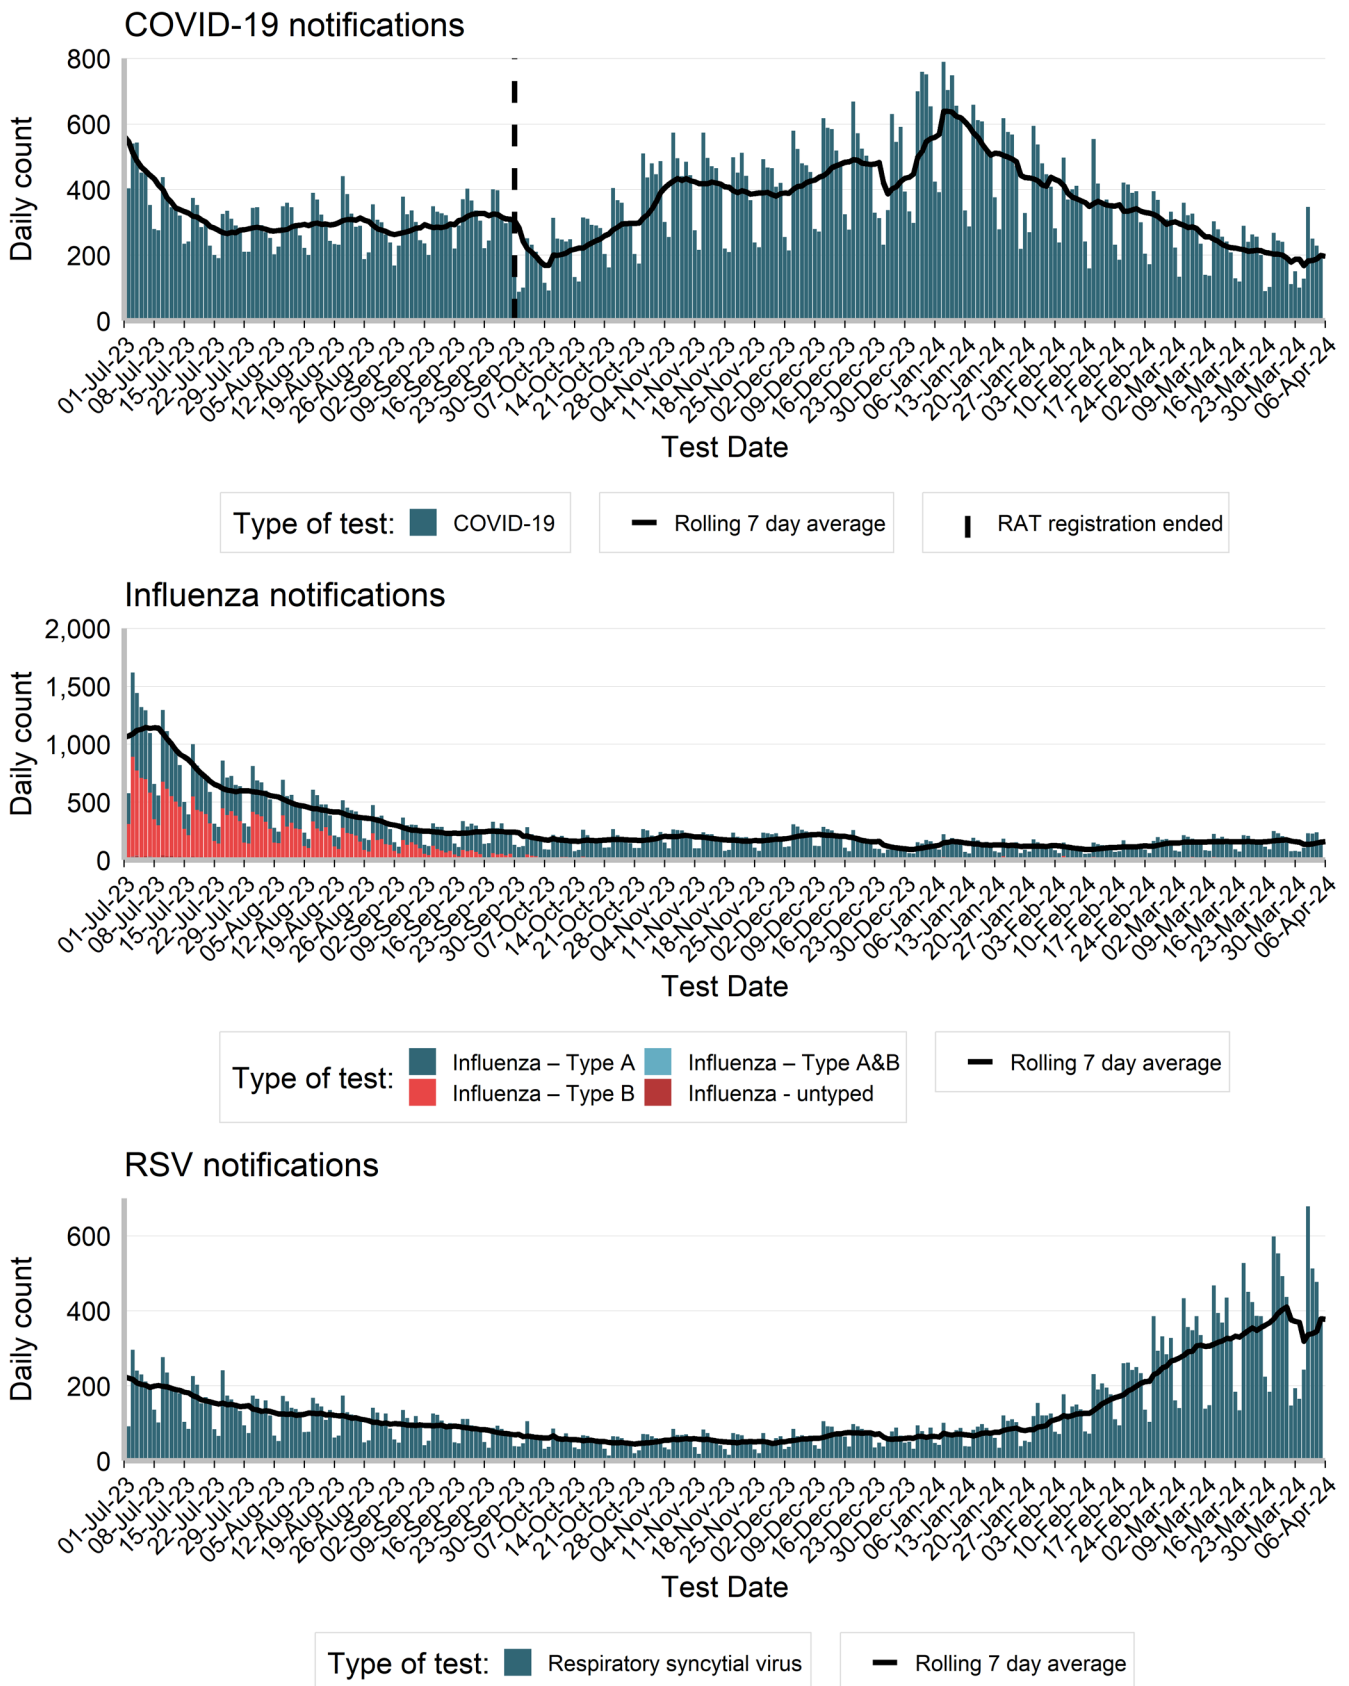 COVID-19 notifications
Daily count
800
600
400
200
0
01-Jul-23 08-Jul-23 15-Jul-23 22-Jul-23 29-Jul-23 05-Aug-23 12-Aug-23 19-Aug-23 26-Aug-23 02-Sep-23 09-Sep-23 16-Sep-23 23-Sep-23 30-Sep-23 07-Oct-23 14-Oct-23 21-Oct-23 28-Oct-23 04-Nov-23 11-Nov-23 18-Nov-23 25-Nov-23 02-Dec-23 09-Dec-23 16-Dec-23 23-Dec-23 30-Dec-23 06-Jan-24 13-Jan-24 20-Jan-24 27-Jan-24 03-Feb-24 10-Feb-24 17-Feb-24 24-Feb-24 02-Mar-24 09-Mar-24 16-Mar-24 23-Mar-24 30-Mar-24 06-Apr-24
Test Date
Type of test: COVID-19 Rolling 7 day average RAT registration ended
Influenza notifications
Daily count
2,000
1,500
1,000
500
0
01-Jul-23 08-Jul-23 15-Jul-23 22-Jul-23 29-Jul-23 05-Aug-23 12-Aug-23 19-Aug-23 26-Aug-23 02-Sep-23 09-Sep-23 16-Sep-23 23-Sep-23 30-Sep-23 07-Oct-23 14-Oct-23 21-Oct-23 28-Oct-23 04-Nov-23 11-Nov-23 18-Nov-23 25-Nov-23 02-Dec-23 09-Dec-23 16-Dec-23 23-Dec-23 30-Dec-23 06-Jan-24 13-Jan-24 20-Jan-24 27-Jan-24 03-Feb-24 10-Feb-24 17-Feb-24 24-Feb-24 02-Mar-24 09-Mar-24 16-Mar-24 23-Mar-24 30-Mar-24 06-Apr-24
Test Date
Type of test:
Influenza – Type A Influenza – Type A&B Rolling 7 day average
Influenza – Type B Influenza - untyped
RSV notifications
Daily count
600
400
200
0
01-Jul-23 08-Jul-23 15-Jul-23 22-Jul-23 29-Jul-23 05-Aug-23 12-Aug-23 19-Aug-23 26-Aug-23 02-Sep-23 09-Sep-23 16-Sep-23 23-Sep-23 30-Sep-23 07-Oct-23 14-Oct-23 21-Oct-23 28-Oct-23 04-Nov-23 11-Nov-23 18-Nov-23 25-Nov-23 02-Dec-23 09-Dec-23 16-Dec-23 23-Dec-23 30-Dec-23 06-Jan-24 13-Jan-24 20-Jan-24 27-Jan-24 03-Feb-24 10-Feb-24 17-Feb-24 24-Feb-24 02-Mar-24 09-Mar-24 16-Mar-24 23-Mar-24 30-Mar-24 06-Apr-24
Test Date
Type of test: Respiratory syncytial virus Rolling 7 day average